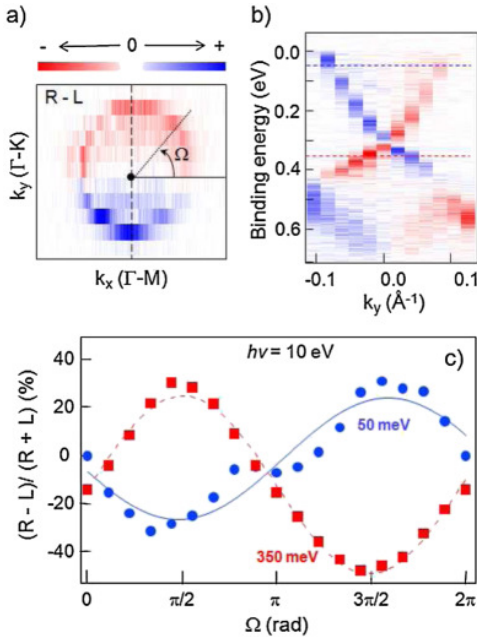 a)
- 0 +
R - L
Ω
k_y (Γ-K)
k_x (Γ-M)
b)
Binding energy (eV)
0.0
0.2
0.4
0.6
-0.1 0.0 0.1
k_y (Å⁻¹)
c)
hν = 10 eV
(R - L)/ (R + L) (%)
40
20
0
-20
-40
50 meV
350 meV
0 π/2 π 3π/2 2π
Ω (rad)